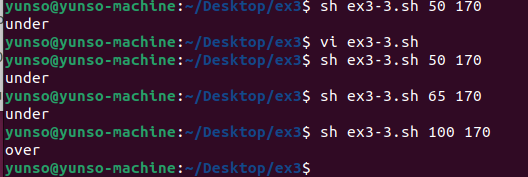 yunso@yunso-machine:~/Desktop/ex3$ sh ex3-3.sh 50 170
under
yunso@yunso-machine:~/Desktop/ex3$ vi ex3-3.sh
yunso@yunso-machine:~/Desktop/ex3$ sh ex3-3.sh 50 170
under
yunso@yunso-machine:~/Desktop/ex3$ sh ex3-3.sh 65 170
under
yunso@yunso-machine:~/Desktop/ex3$ sh ex3-3.sh 100 170
over
yunso@yunso-machine:~/Desktop/ex3$